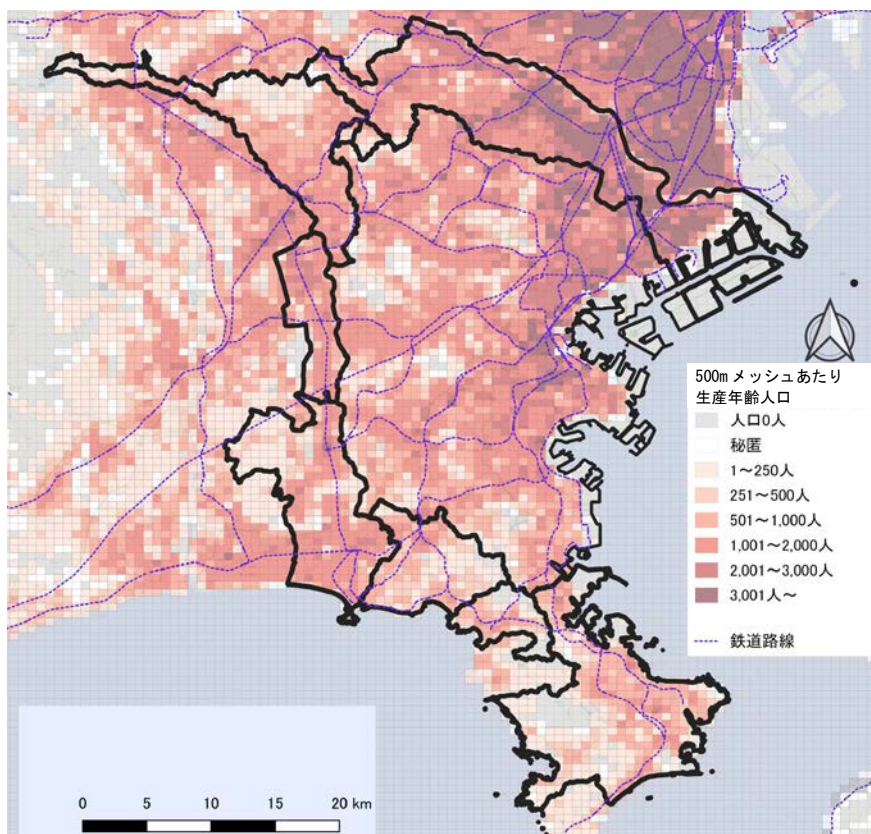 500m メッシュあたり
生産年齢人口
人口0人
秘匿
1～250人
251～500人
501～1,000人
1,001～2,000人
2,001～3,000人
3,001人～
鉄道路線
0 5 10 15 20 km